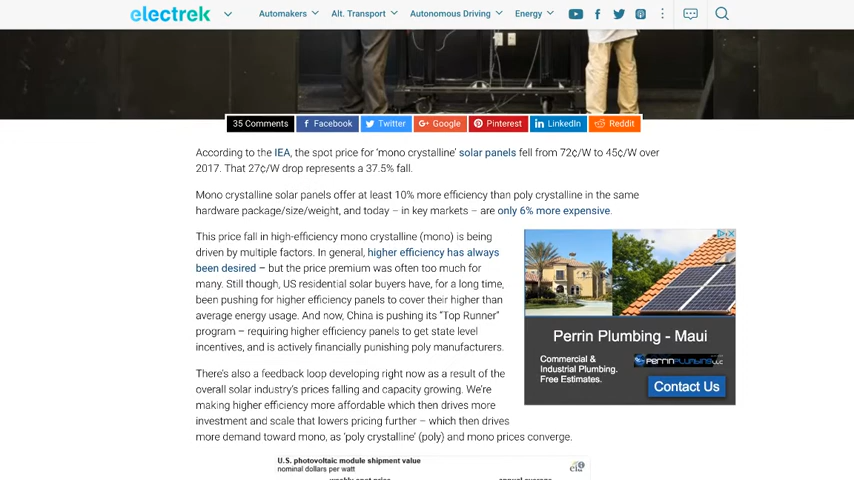 electrek
Automakers Alt. Transport Autonomous Driving Energy
35 Comments Facebook Twitter Google Pinterest LinkedIn Reddit
According to the IEA, the spot price for ‘mono crystalline’ solar panels fell from 72¢/W to 45¢/W over
2017. That 27¢/W drop represents a 37.5% fall.
Mono crystalline solar panels offer at least 10% more efficiency than poly crystalline in the same
hardware package/size/weight, and today – in key markets – are only 6% more expensive.
This price fall in high-efficiency mono crystalline (mono) is being
driven by multiple factors. In general, higher efficiency has always
been desired – but the price premium was often too much for
many. Still though, US residential solar buyers have, for a long time,
been pushing for higher efficiency panels to cover their higher than
average energy usage. And now, China is pushing its “Top Runner”
program – requiring higher efficiency panels to get state level
incentives, and is actively financially punishing poly manufacturers.
Perrin Plumbing - Maui
Commercial &
Industrial Plumbing.
Free Estimates.
PERRINPLUMBING LLC
Contact Us
There's also a feedback loop developing right now as a result of the
overall solar industry's prices falling and capacity growing. We're
making higher efficiency more affordable which then drives more
investment and scale that lowers pricing further – which then drives
more demand toward mono, as ‘poly crystalline’ (poly) and mono prices converge.
U.S. photovoltaic module shipment value
nominal dollars per watt
eia
weekly spot price annual average